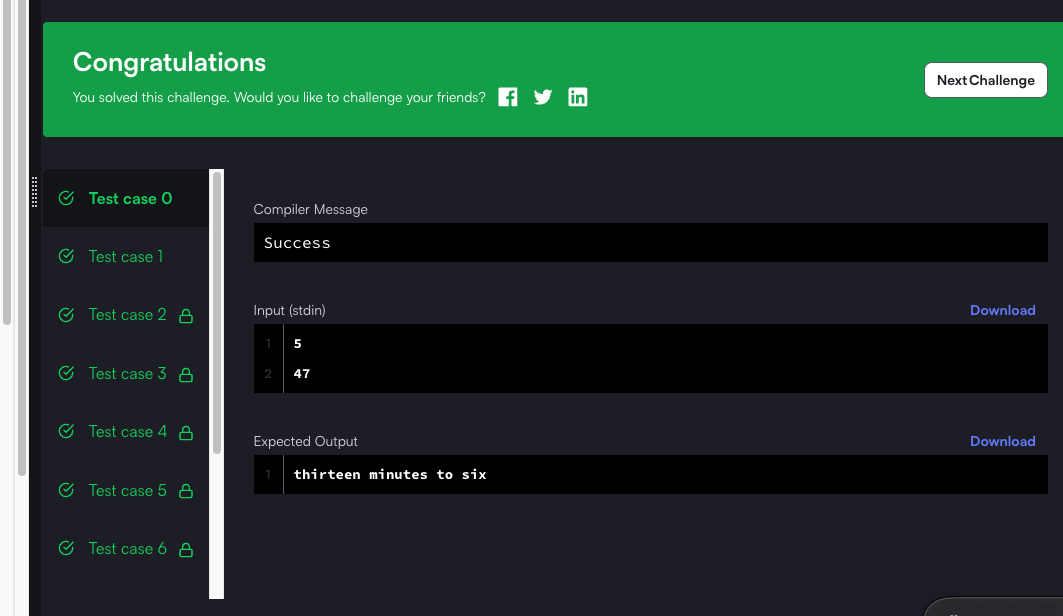 Congratulations
You solved this challenge. Would you like to challenge your friends?
Next Challenge
Test case 0
Test case 1
Test case 2
Test case 3
Test case 4
Test case 5
Test case 6
Compiler Message
Success
Input (stdin)
Download
1 5
2 47
Expected Output
Download
1 thirteen minutes to six